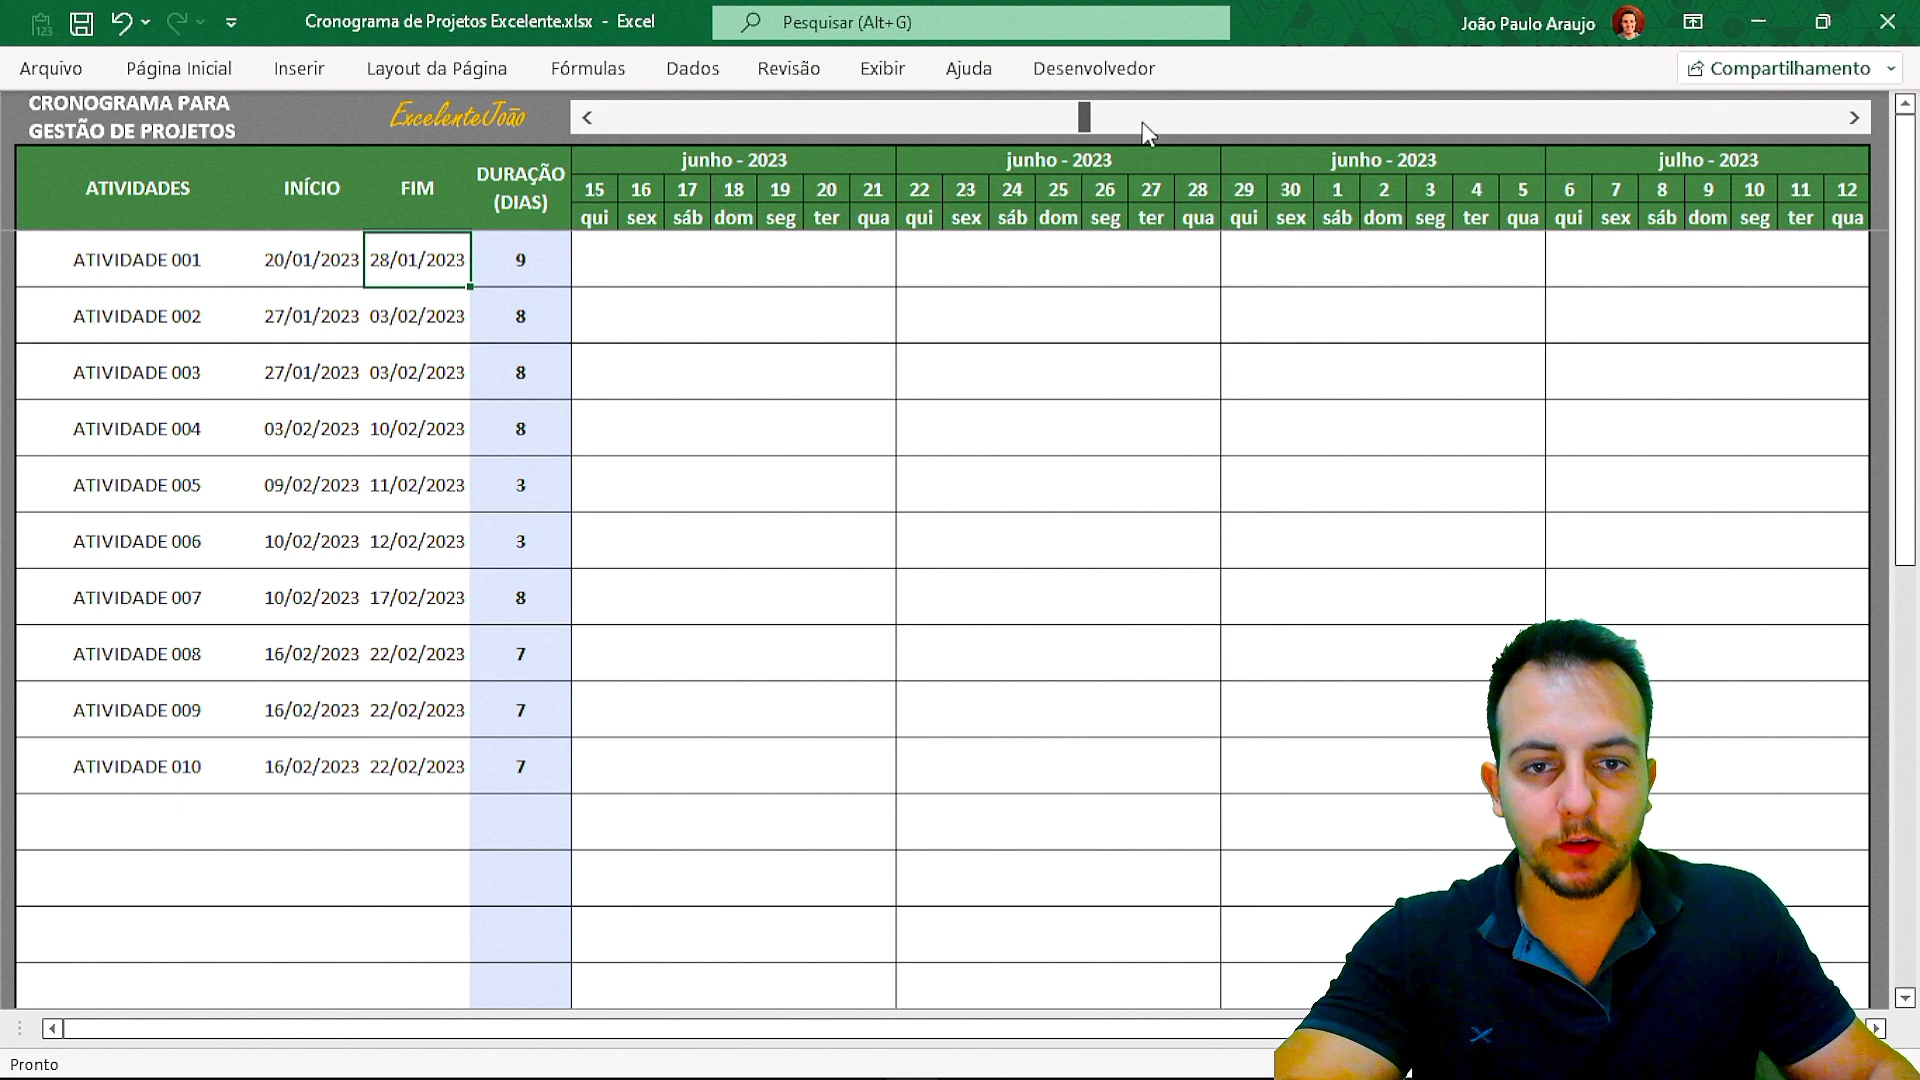 Cronograma de Projetos Excelente.xlsx - Excel
Pesquisar (Alt+G)
João Paulo Araujo
Arquivo Página Inicial Inserir Layout da Página Fórmulas Dados Revisão Exibir Ajuda Desenvolvedor Compartilhamento
CRONOGRAMA PARA
GESTÃO DE PROJETOS
ExcelenteJoão
ATIVIDADES INÍCIO FIM DURAÇÃO
(DIAS)
junho - 2023 junho - 2023 junho - 2023 julho - 2023
15 16 17 18 19 20 21 22 23 24 25 26 27 28 29 30 1 2 3 4 5 6 7 8 9 10 11 12
qui sex sáb dom seg ter qua qui sex sáb dom seg ter qua qui sex sáb dom seg ter qua qui sex sáb dom seg ter qua
ATIVIDADE 001 20/01/2023 28/01/2023 9
ATIVIDADE 002 27/01/2023 03/02/2023 8
ATIVIDADE 003 27/01/2023 03/02/2023 8
ATIVIDADE 004 03/02/2023 10/02/2023 8
ATIVIDADE 005 09/02/2023 11/02/2023 3
ATIVIDADE 006 10/02/2023 12/02/2023 3
ATIVIDADE 007 10/02/2023 17/02/2023 8
ATIVIDADE 008 16/02/2023 22/02/2023 7
ATIVIDADE 009 16/02/2023 22/02/2023 7
ATIVIDADE 010 16/02/2023 22/02/2023 7
Pronto